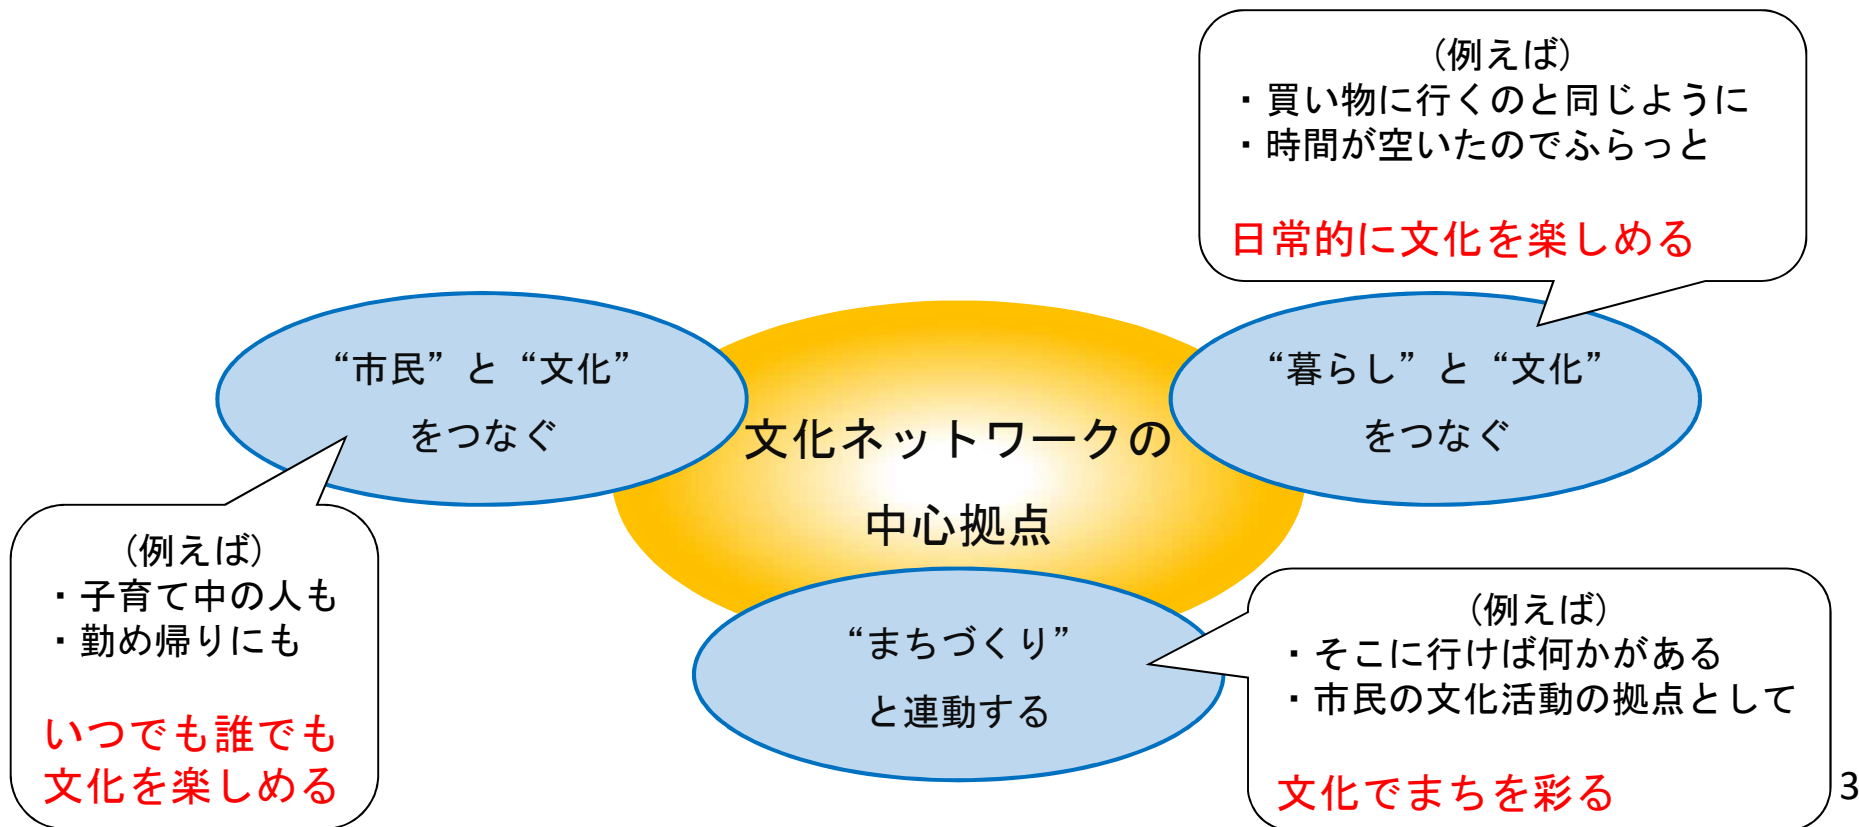 (例えば)
・買い物に行くのと同じように
・時間が空いたのでふらっと
日常的に文化を楽しめる
“市民”と“文化”
をつなぐ
“暮らし”と“文化”
をつなぐ
文化ネットワークの
中心拠点
(例えば)
・子育て中の人も
・勤め帰りにも
いつでも誰でも
文化を楽しめる
“まちづくり”
と連動する
(例えば)
・そこに行けば何かがある
・市民の文化活動の拠点として
文化でまちを彩る
3